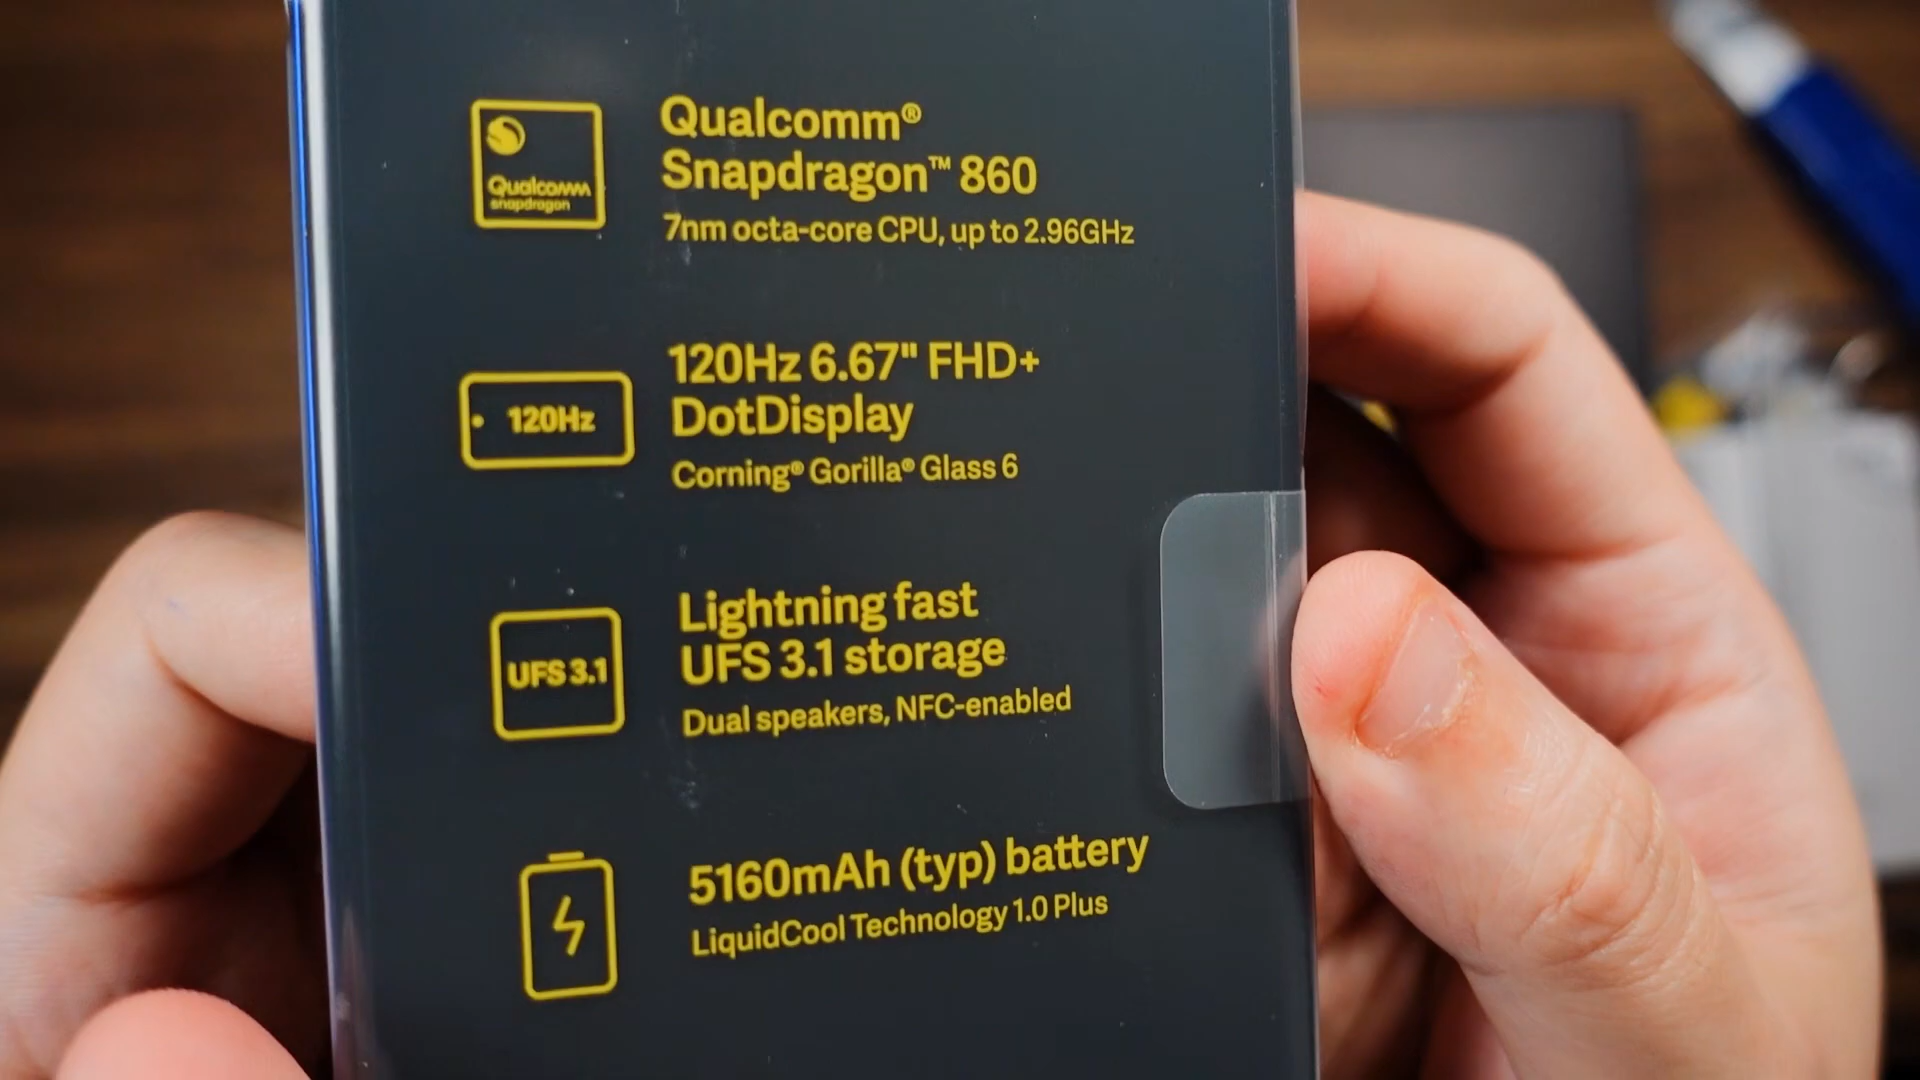 Qualcomm
snapdragon
Qualcomm®
Snapdragon™ 860
7nm octa-core CPU, up to 2.96GHz
120Hz
120Hz 6.67" FHD+
DotDisplay
Corning® Gorilla® Glass 6
UFS 3.1
Lightning fast
UFS 3.1 storage
Dual speakers, NFC-enabled
5160mAh (typ) battery
LiquidCool Technology 1.0 Plus